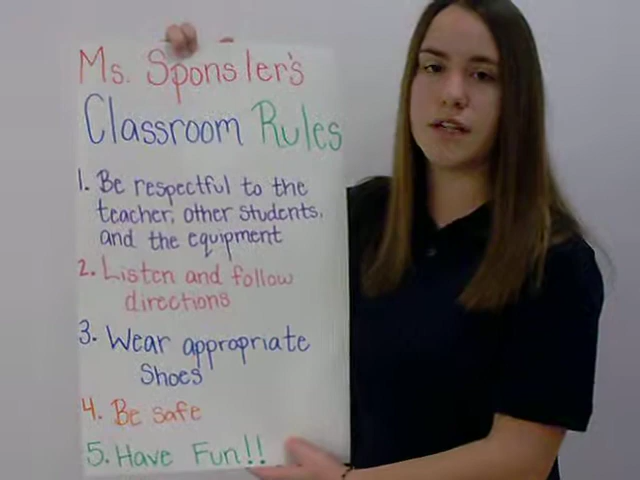 Ms. Sponsler's
Classroom Rules
1. Be respectful to the
teacher, other students,
and the equipment
2. Listen and follow
directions
3. Wear appropriate
Shoes
4. Be safe
5. Have Fun!!